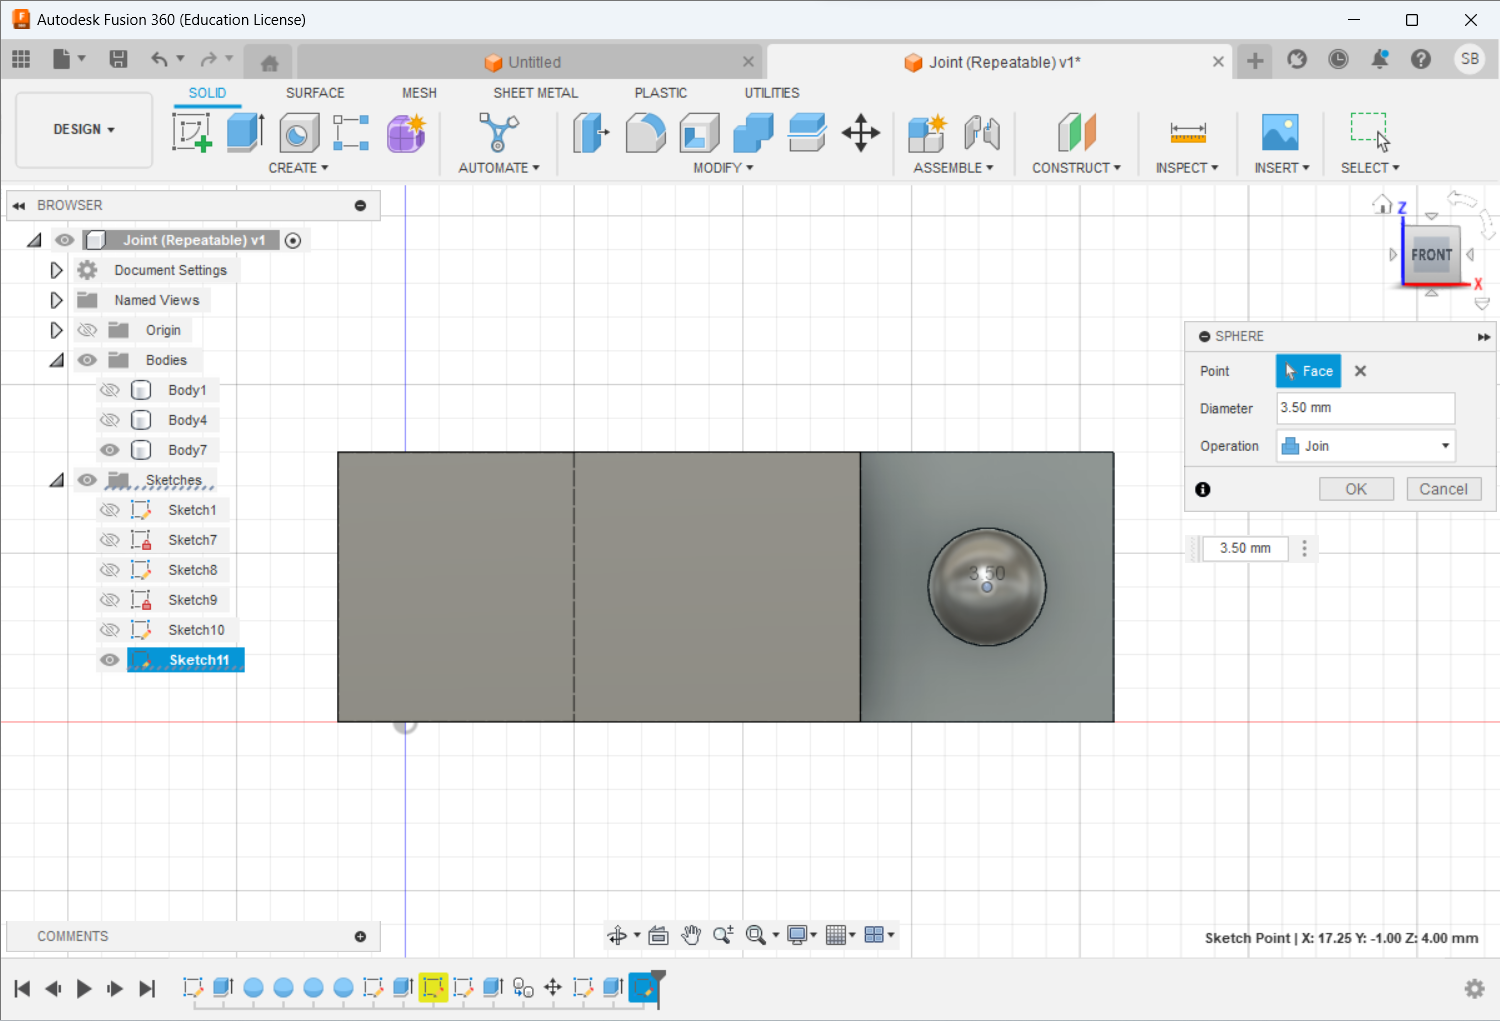 Autodesk Fusion 360 (Education License)
Untitled
Joint (Repeatable) v1*
SB
DESIGN
SOLID
SURFACE
MESH
SHEET METAL
PLASTIC
UTILITIES
CREATE
AUTOMATE
MODIFY
ASSEMBLE
CONSTRUCT
INSPECT
INSERT
SELECT
BROWSER
Joint (Repeatable) v1
Document Settings
Named Views
Origin
Bodies
Body1
Body4
Body7
Sketches
Sketch1
Sketch7
Sketch8
Sketch9
Sketch10
Sketch11
Z
FRONT
X
SPHERE
Point Face
Diameter 3.50 mm
Operation Join
OK Cancel
3.50 mm
3.50
COMMENTS
Sketch Point | X: 17.25 Y: -1.00 Z: 4.00 mm